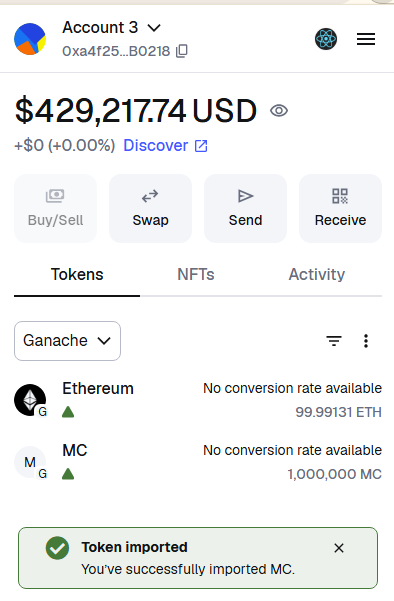 Account 3
0xa4f25...B0218
$429,217.74 USD
+$0 (+0.00%) Discover
Buy/Sell
Swap
Send
Receive
Tokens
NFTs
Activity
Ganache
Ethereum
No conversion rate available
G
99.99131 ETH
MC
No conversion rate available
M
G
1,000,000 MC
Token imported
You've successfully imported MC.